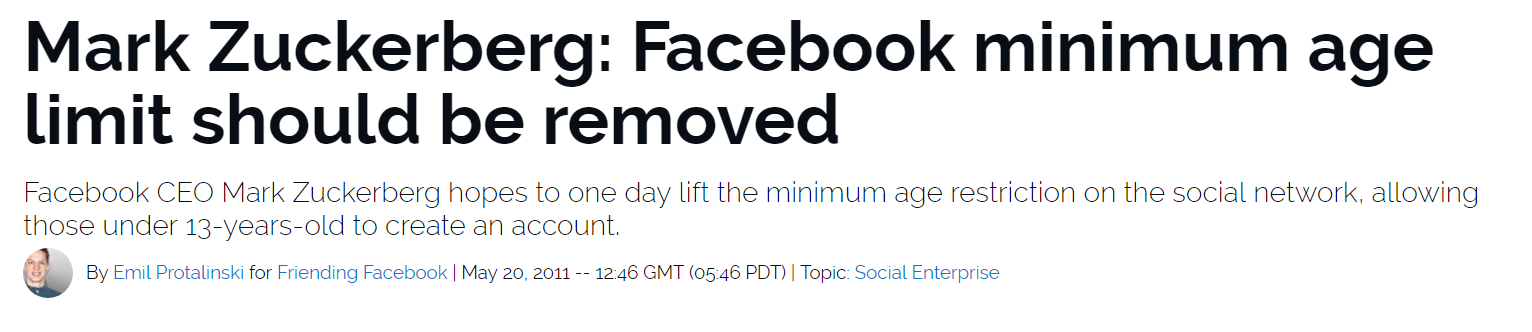 Mark Zuckerberg: Facebook minimum age
limit should be removed
Facebook CEO Mark Zuckerberg hopes to one day lift the minimum age restriction on the social network, allowing
those under 13-years-old to create an account.
By Emil Protalinski for Friending Facebook | May 20, 2011 -- 12:46 GMT (05:46 PDT) | Topic: Social Enterprise